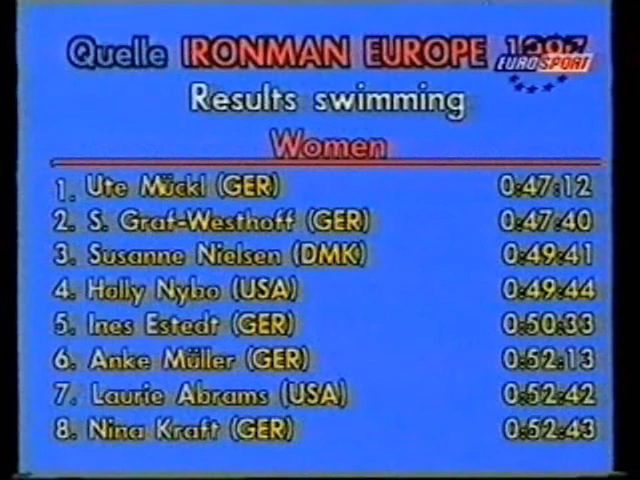 Quelle IRONMAN EUROPE 1997
EUROSPORT
Results swimming
Women
1. Ute Mückl (GER) 0:47:12
2. S. Graf-Westhoff (GER) 0:47:40
3. Susanne Nielsen (DMK) 0:49:41
4. Holly Nybo (USA) 0:49:44
5. Ines Estedt (GER) 0:50:33
6. Anke Müller (GER) 0:52:13
7. Laurie Abrams (USA) 0:52:42
8. Nina Kraft (GER) 0:52:43